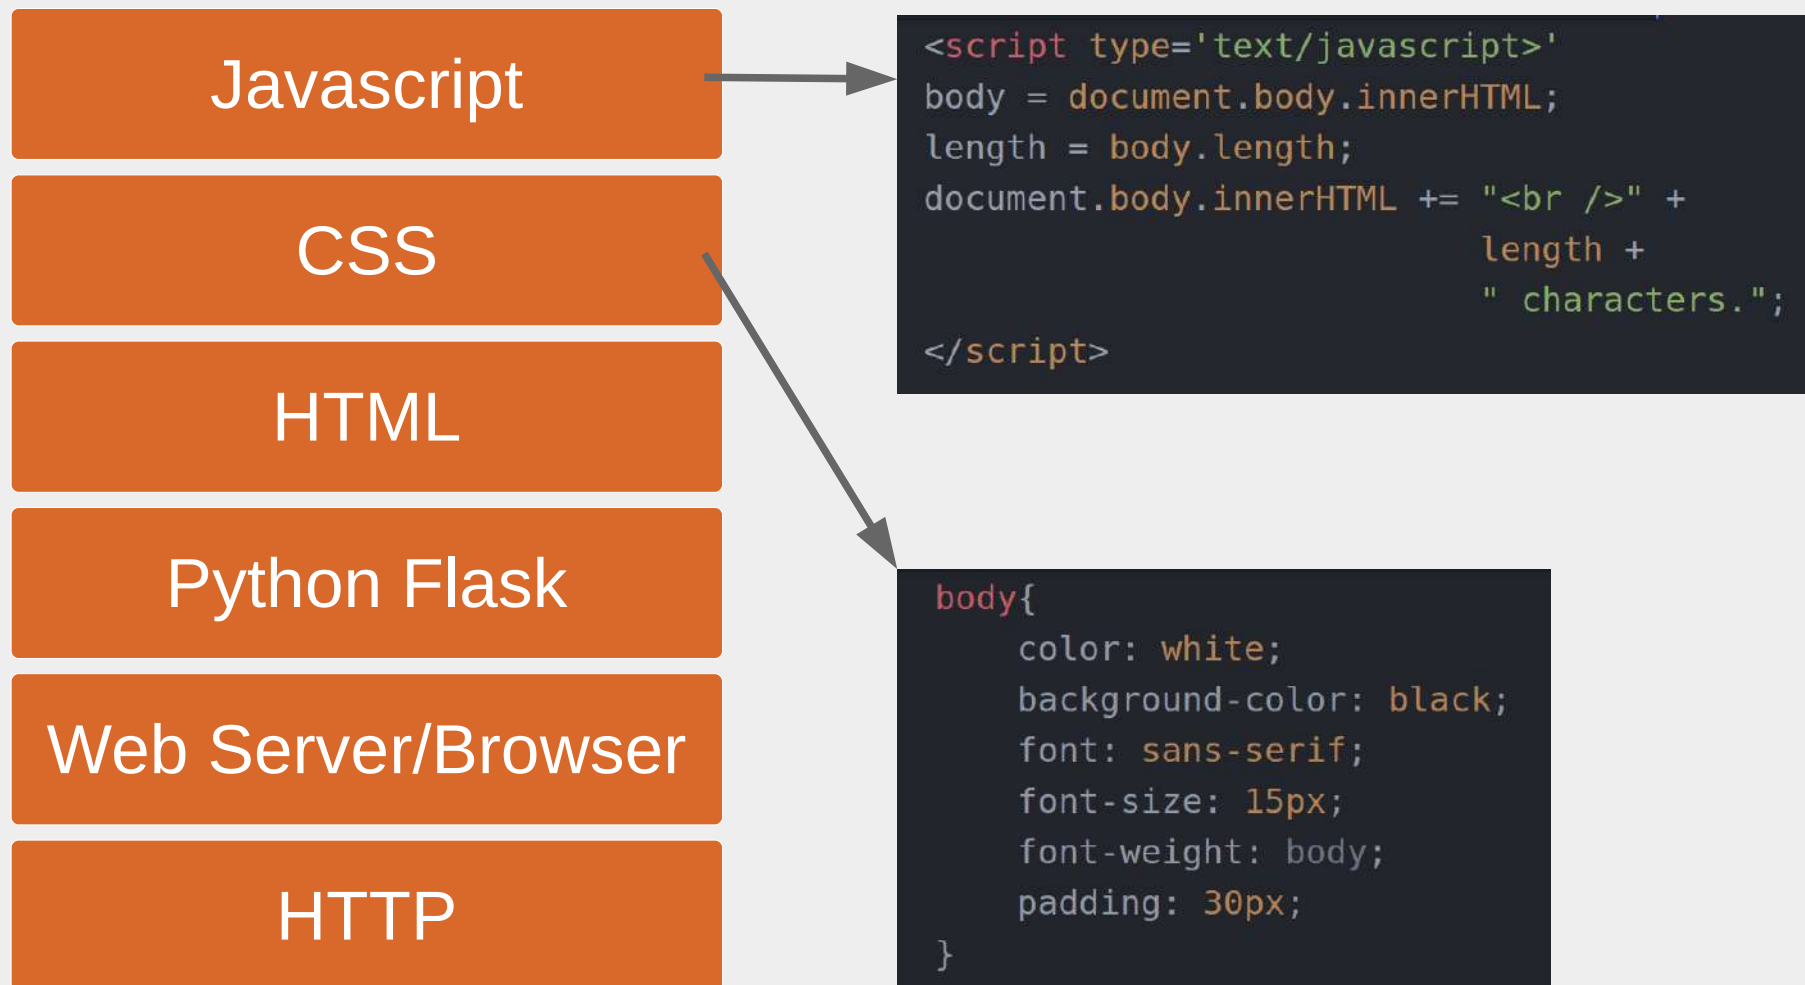 Javascript
CSS
HTML
Python Flask
Web Server/Browser
HTTP
<script type='text/javascript>'
body = document.body.innerHTML;
length = body.length;
document.body.innerHTML += "<br />" +
length +
" characters.";
</script>
body{
color: white;
background-color: black;
font: sans-serif;
font-size: 15px;
font-weight: body;
padding: 30px;
}